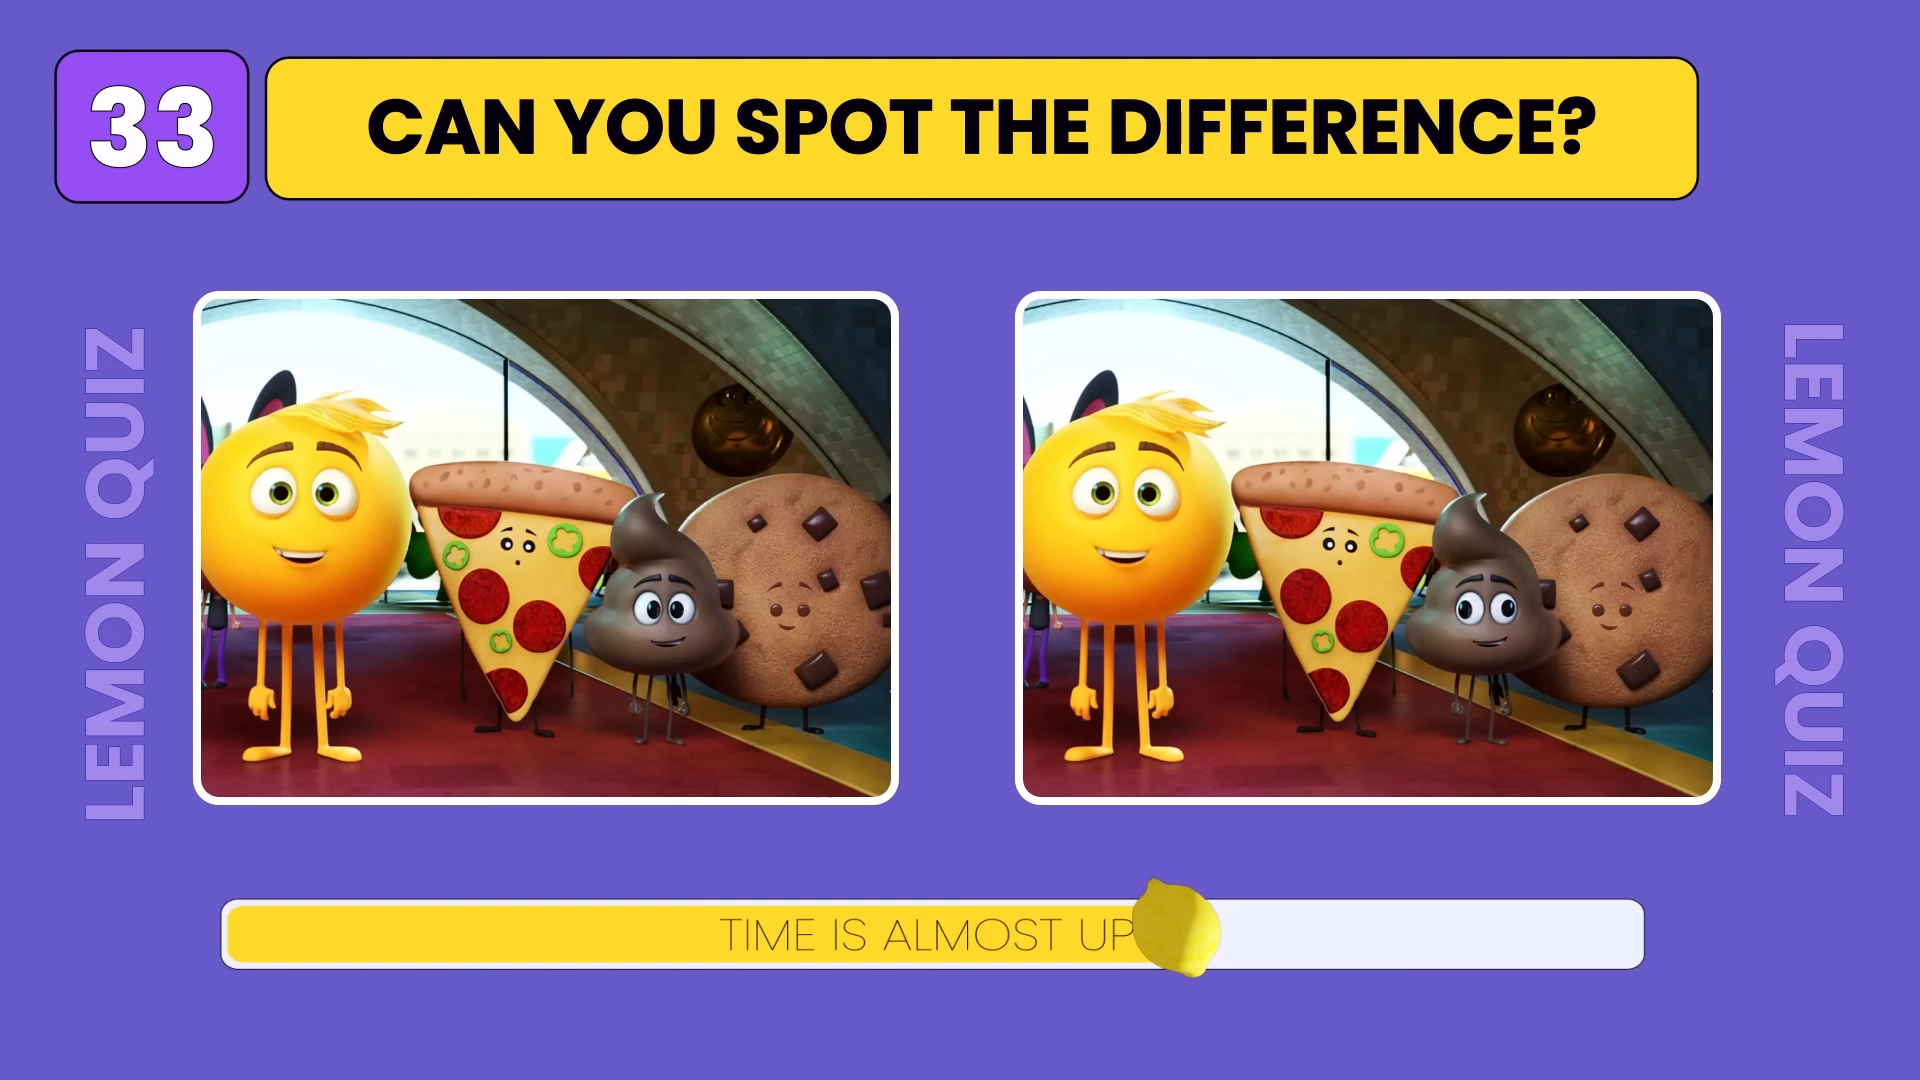 33
CAN YOU SPOT THE DIFFERENCE?
LEMON QUIZ
LEMON QUIZ
TIME IS ALMOST UP